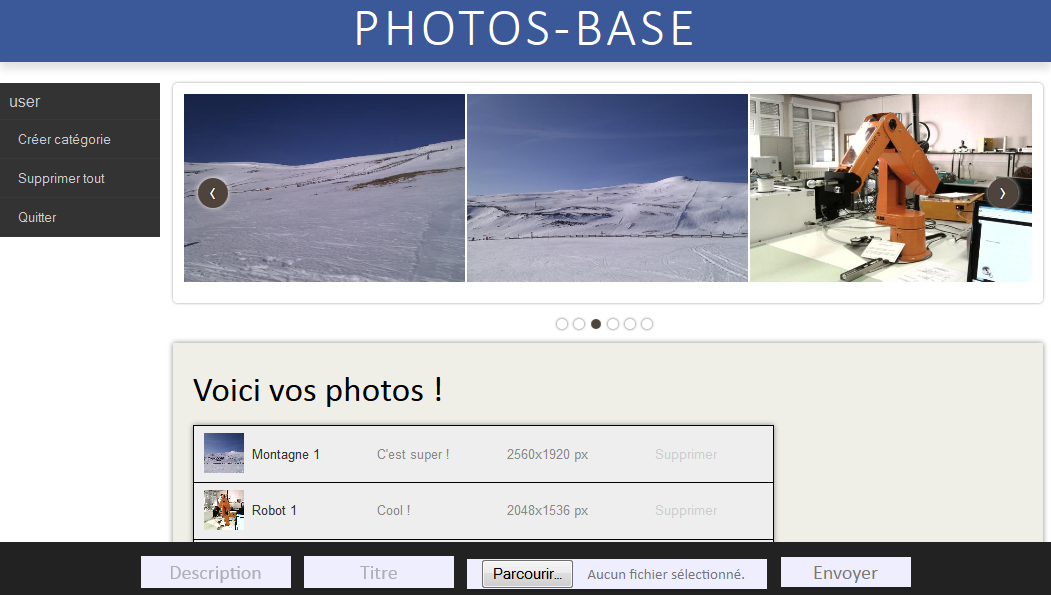 PHOTOS-BASE
user
Créer catégorie
Supprimer tout
Quitter
‹ ›
Voici vos photos !
Montagne 1 C'est super ! 2560x1920 px Supprimer
Robot 1 Cool ! 2048x1536 px Supprimer
Description Titre Parcourir... Aucun fichier sélectionné. Envoyer